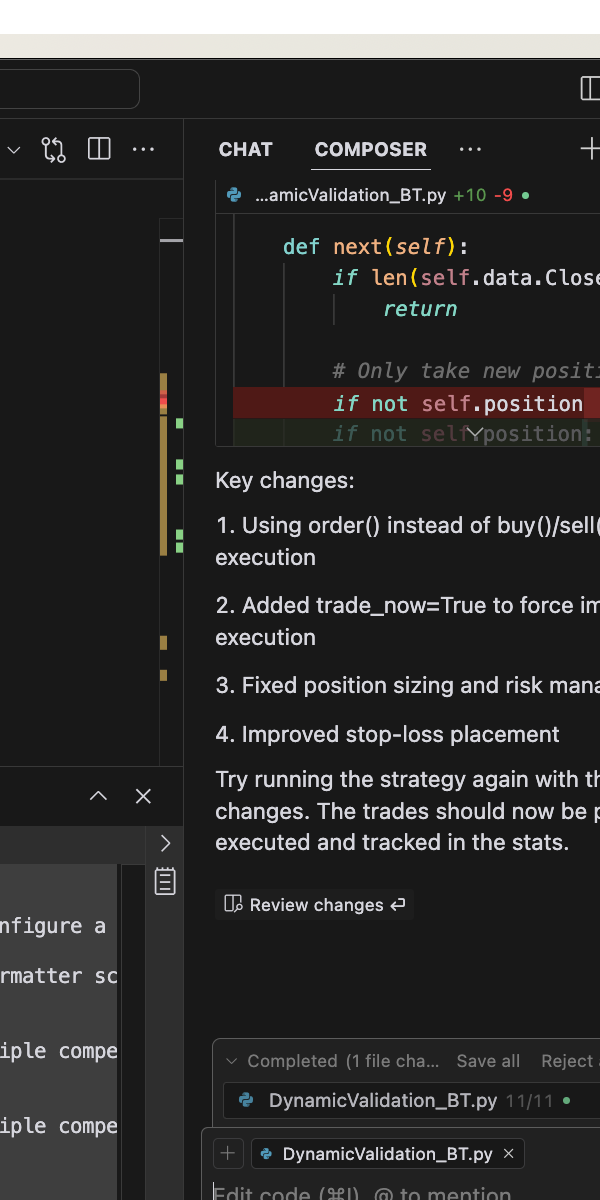 CHAT COMPOSER ...
...amicValidation_BT.py +10 -9
def next(self):
if len(self.data.Close
return
# Only take new positi
if not self.position
if not self.position:
Key changes:
1. Using order() instead of buy()/sell(
execution
2. Added trade_now=True to force im
execution
3. Fixed position sizing and risk mana
4. Improved stop-loss placement
Try running the strategy again with th
changes. The trades should now be p
executed and tracked in the stats.
Review changes
nfigure a
rmatter sc
iple compe
iple compe
Completed (1 file cha... Save all Reject
DynamicValidation_BT.py 11/11
DynamicValidation_BT.py
Edit code (⌘I), @ to mention